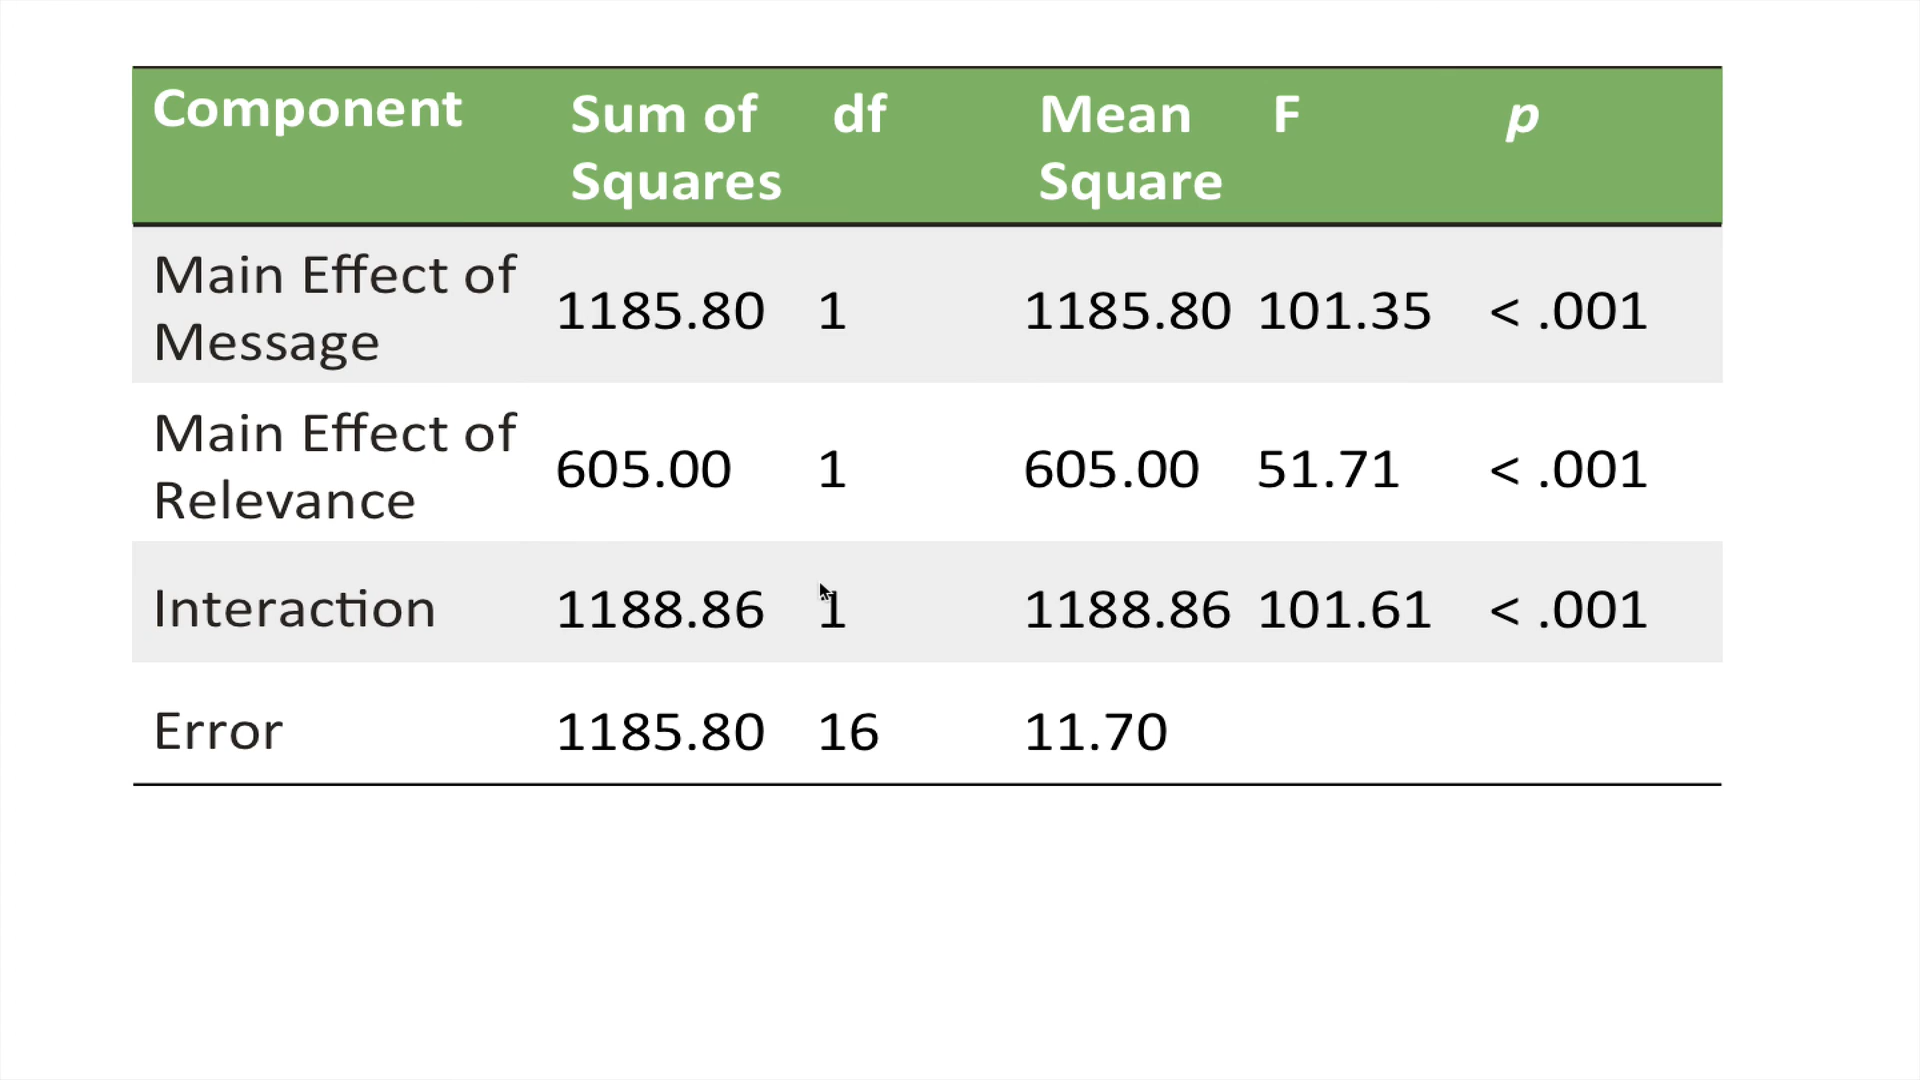 Component Sum of df Mean F p
Squares Square
Main Effect of
Message 1185.80 1 1185.80 101.35 < .001
Main Effect of
Relevance 605.00 1 605.00 51.71 < .001
Interaction 1188.86 1 1188.86 101.61 < .001
Error 1185.80 16 11.70